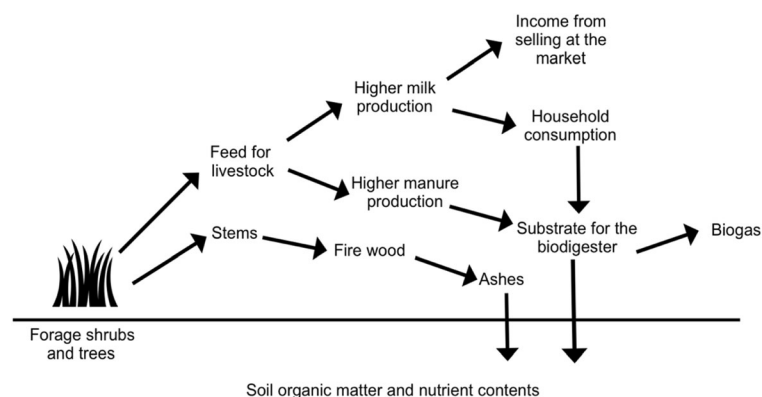 Income from
selling at the
market
Higher milk
production
Household
consumption
Feed for
livestock
Higher manure
production
Stems
Fire wood
Substrate for the
biodigester
Biogas
Ashes
Forage shrubs
and trees
Soil organic matter and nutrient contents